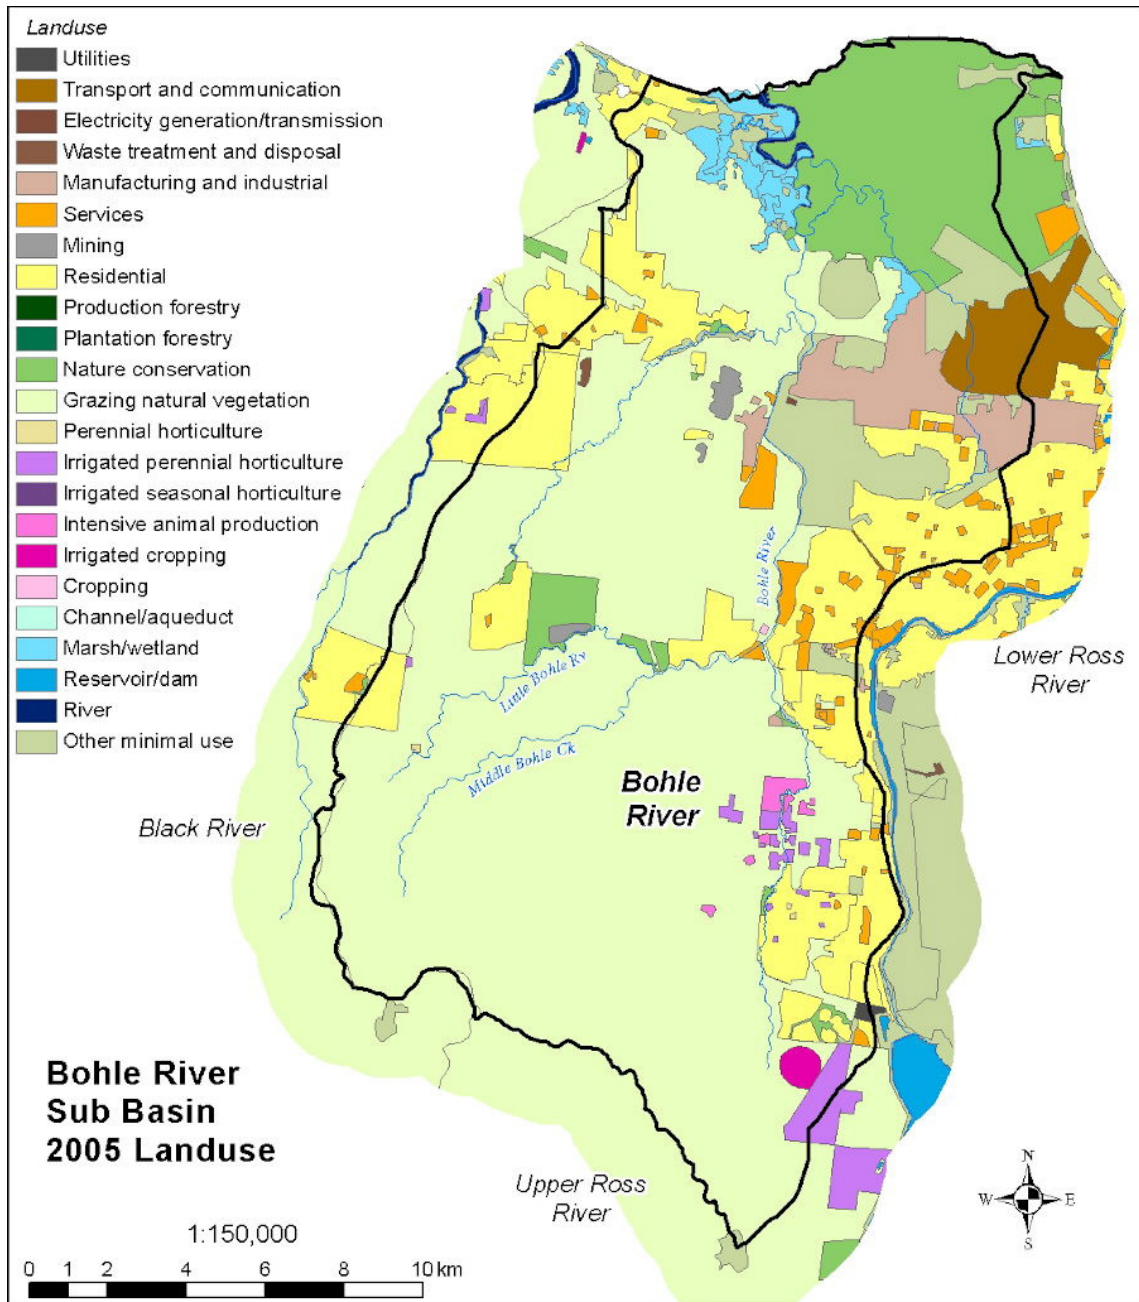 Landuse
Utilities
Transport and communication
Electricity generation/transmission
Waste treatment and disposal
Manufacturing and industrial
Services
Mining
Residential
Production forestry
Plantation forestry
Nature conservation
Grazing natural vegetation
Perennial horticulture
Irrigated perennial horticulture
Irrigated seasonal horticulture
Intensive animal production
Irrigated cropping
Cropping
Channel/aqueduct
Marsh/wetland
Reservoir/dam
River
Other minimal use
Bohle River
Lower Ross
River
Little Bohle Rv
Middle Bohle Ck
Bohle
River
Black River
Bohle River
Sub Basin
2005 Landuse
Upper Ross
River
N
W
E
S
1:150,000
0 1 2 4 6 8 10 km